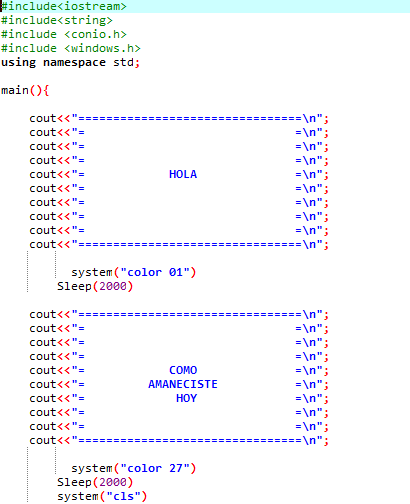 #include<iostream>
#include<string>
#include <conio.h>
#include <windows.h>
using namespace std;

main(){

    cout<<"================================\n";
    cout<<"=                              =\n";
    cout<<"=                              =\n";
    cout<<"=                              =\n";
    cout<<"=            HOLA              =\n";
    cout<<"=                              =\n";
    cout<<"=                              =\n";
    cout<<"=                              =\n";
    cout<<"=                              =\n";
    cout<<"================================\n";

          system("color 01")
        Sleep(2000)

    cout<<"================================\n";
    cout<<"=                              =\n";
    cout<<"=                              =\n";
    cout<<"=                              =\n";
    cout<<"=            COMO              =\n";
    cout<<"=         AMANECISTE           =\n";
    cout<<"=             HOY              =\n";
    cout<<"=                              =\n";
    cout<<"=                              =\n";
    cout<<"================================\n";

          system("color 27")
        Sleep(2000)
        system("cls")